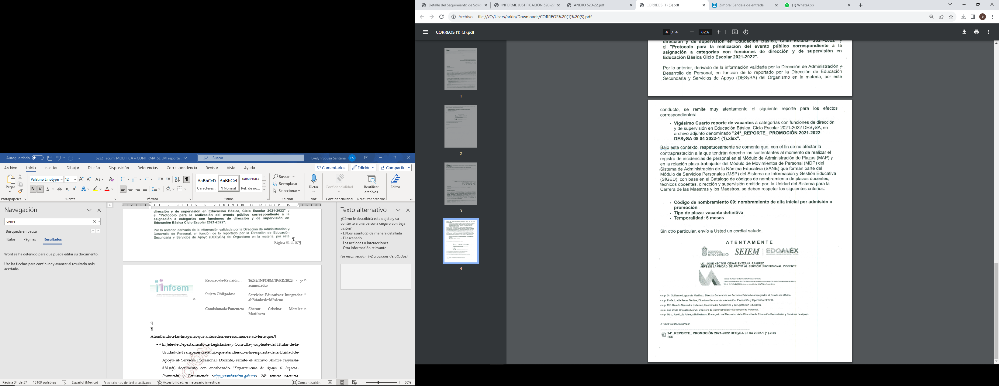 Detalle del Seguimiento de Solic
INFORME JUSTIFICACIÓN 520-22
ANEXO 520-22.pdf
CORREOS (1) (3).pdf
Zimbra: Bandeja de entrada
(1) WhatsApp
Archivo
file:///C:/Users/arkin/Downloads/CORREOS%20(1)%20(3).pdf
CORREOS (1) (3).pdf
4 / 4
82%
1
2
3
4
dirección y de supervisión en Educación Básica, Ciclo Escolar 2021-2022" y
el "Protocolo para la realización del evento público correspondiente a la
asignación a categorías con funciones de dirección y de supervisión en
Educación Básica Ciclo Escolar 2021-2022".
Por lo anterior, derivado de la información validada por la Dirección de Administración y
Desarrollo de Personal, en función de lo reportado por la Dirección de Educación
Secundaria y Servicios de Apoyo (DESySA) del Organismo en la materia, por este
conducto, se remite muy atentamente el siguiente reporte para los efectos
correspondientes:
• Vigésimo Cuarto reporte de vacantes a categorías con funciones de dirección
y de supervisión en Educación Básica, Ciclo Escolar 2021-2022 DESySA, en
archivo adjunto denominado "24°_REPORTE_ PROMOCIÓN 2021-2022
DESySA 08 04 2022-1 (1).xlsx".
Bajo este contexto, respetuosamente se comenta que, con el fin de no afectar la
contraprestación a la que tendrán derecho los sustentantes al momento de realizar el
registro de incidencias de personal en el Módulo de Administración de Plazas (MAP) y
en la relación plaza-trabajador del Módulo de Movimientos de Personal (MDP) del
Sistema de Administración de la Nómina Educativa (SANE) que forman parte del
Módulo de Servicios Personales (MSP) del Sistema de Información y Gestión Educativa
(SIGED); con base en el Catálogo de códigos de nombramiento de plazas docentes,
técnicos docentes, dirección y supervisión emitido por la Unidad del Sistema para la
Carrera de las Maestras y los Maestros, se deben respetar los siguientes criterios:
• Código de nombramiento 09: nombramiento de alta inicial por admisión o
promoción
• Tipo de plaza: vacante definitiva
• Temporalidad: 6 meses
Sin otro particular, envío a Usted un cordial saludo.
ATENTAMENTE
GOBIERNO DEL
ESTADO DE MÉXICO
SEIEM
EDOMÉX
LIC. JOSÉ HÉCTOR CÉSAR ENTZANA RAMÍREZ
JEFE DE LA UNIDAD DE APOYO AL SERVICIO PROFESIONAL DOCENTE
Unidad de Apoyo al Servicio Profesional Docente.
c.c.p. Dr. Guillermo Legorreta Martínez, Director General de los Servicios Educativos Integrados al Estado de México.
c.c.p. Profa. Lucila Pérez Torrijos, Directora General de Información, Planeación y Operación CESPD.
c.c.p. C.P. Ramón Saavedra Gutiérrez, Coordinador Académico y de Operación Educativa.
c.c.p. Luz Ofelia Chavelas Maruri, Directora de Administración y Desarrollo de Personal.
c.c.p. Mtro. José Luis Arteaga Ballesteros, Encargado del Despacho de la Dirección de Educación Secundarias y Servicios de Apoyo.
JHCER/ ADJNU/afgs/hcer.
24°_REPORTE_ PROMOCIÓN 2021-2022 DESySA 08 04 2022-1 (1).xlsx
20K
Autoguardado
16232 _acum_MODIFICA y CONFIRMA_SEIEM_reporte...
Buscar
Evelyn Souza Santana
ES
Archivo
Inicio
Insertar
Dibujar
Diseño
Disposición
Referencias
Correspondencia
Revisar
Vista
Ayuda
Comentarios
Edición
Compartir
Pegar
Palatino Linotype
12
N K S ab x₂ x²
AaBbCcD
Caracteres...
AaBbCcI
¶ Normal
AaBbCcDdEe
Ref. de no...
Buscar
Reemplazar
Seleccionar
Dictar
Confidencialidad
Reutilizar
archivos
Editor
Portapapeles
Fuente
Párrafo
Estilos
Edición
Voz
Confidencialidad
Reutilizar archivos
Navegación
cierre
Búsqueda en pausa
Títulos
Páginas
Resultados
Word se ha detenido para que pueda editar su documento.
Use las flechas para continuar y avanzar al resultado más
acertado.
dirección y de supervisión en Educación Básica, Ciclo Escolar 2021-2022" y
el "Protocolo para la realización del evento público correspondiente a la
asignación a categorías con funciones de dirección y de supervisión en
Educación Básica Ciclo Escolar 2021-2022".
Por lo anterior, derivado de la información validada por la Dirección de Administración y
Desarrollo de Personal, en función de lo reportado por la Dirección de Educación
Secundaria y Servicios de Apoyo (DESySA) del Organismo en la materia, por este
Página 34 de 57¶
infoem
Recurso de Revisión:
16232/INFOEM/IP/RR/2022 y
acumulado
Sujeto Obligado:
Servicios Educativos Integrados
al Estado de México
Comisionada Ponente:
Sharon Cristina Morales
Martínez
¶
¶
Atendiendo a las imágenes que anteceden, en resumen, se advierte que:¶
• El Jefe de Departamento de Legislación y Consulta y suplente del Titular de la
Unidad de Transparencia adujó que atendiendo a la respuesta de la Unidad de
Apoyo al Servicio Profesional Docente, remite el archivo Anexos respuesta
518.pdf, documento con encabezado "Departamento de Apoyo al Ingreso,
Promoción y Permanencia <aipp_uaspd@seiem.gob.mx> 24° reporte vacancia
Texto alternativo
¿Cómo le describiría este objeto y su
contexto a una persona ciega o con baja
visión?
- El/Los asunto(s) de manera detallada
- El escenario
- Las acciones o interacciones
- Otra información relevante
(se recomiendan 1-2 oraciones detalladas)
Página 34 de 57
13109 palabras
Español (México)
Predicciones de texto: activado
Accesibilidad: es necesario investigar
Concentración
80%